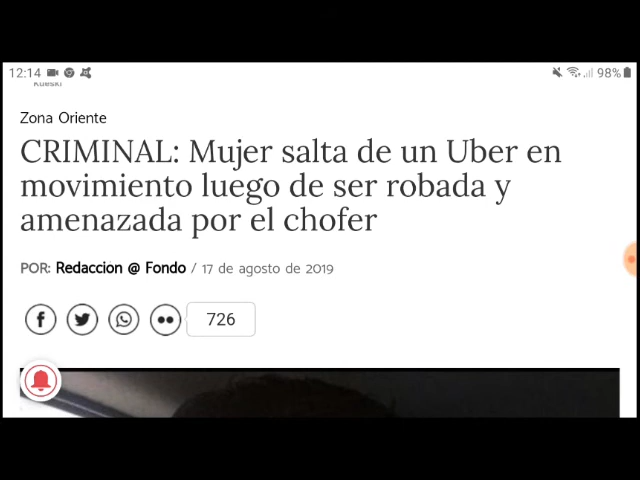 12:14 98%
Kueski
Zona Oriente
CRIMINAL: Mujer salta de un Uber en
movimiento luego de ser robada y
amenazada por el chofer
POR: Redaccion @ Fondo / 17 de agosto de 2019
726